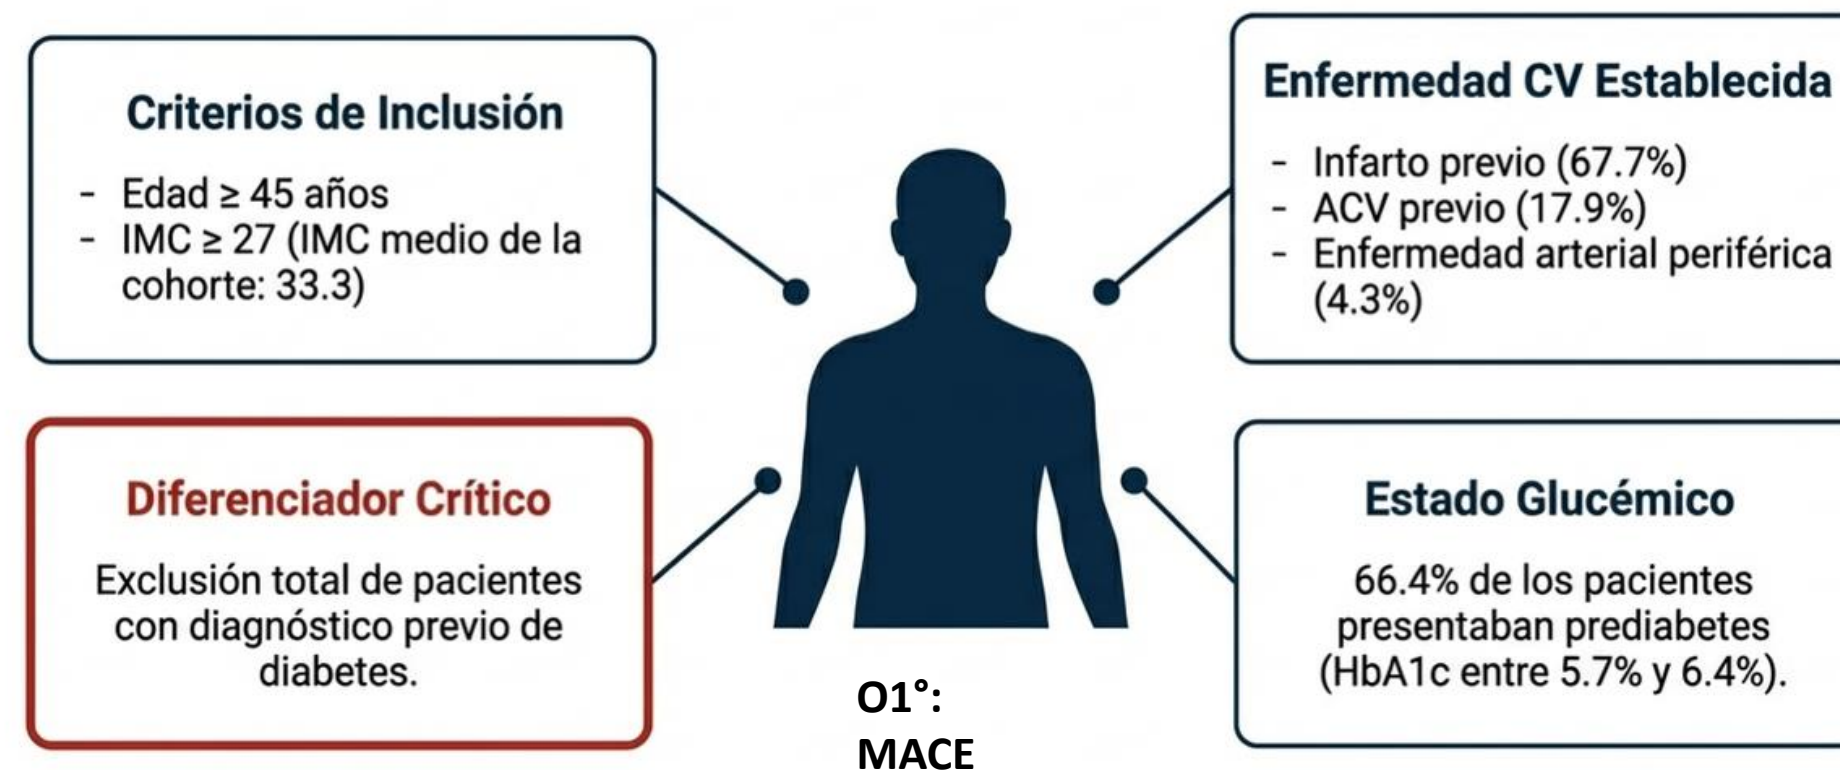 Criterios de Inclusión
- Edad ≥ 45 años
- IMC ≥ 27 (IMC medio de la
cohorte: 33.3)
Enfermedad CV Establecida
- Infarto previo (67.7%)
- ACV previo (17.9%)
- Enfermedad arterial periférica
(4.3%)
Diferenciador Crítico
Exclusión total de pacientes
con diagnóstico previo de
diabetes.
Estado Glucémico
66.4% de los pacientes
presentaban prediabetes
(HbA1c entre 5.7% y 6.4%).
O1°:
MACE